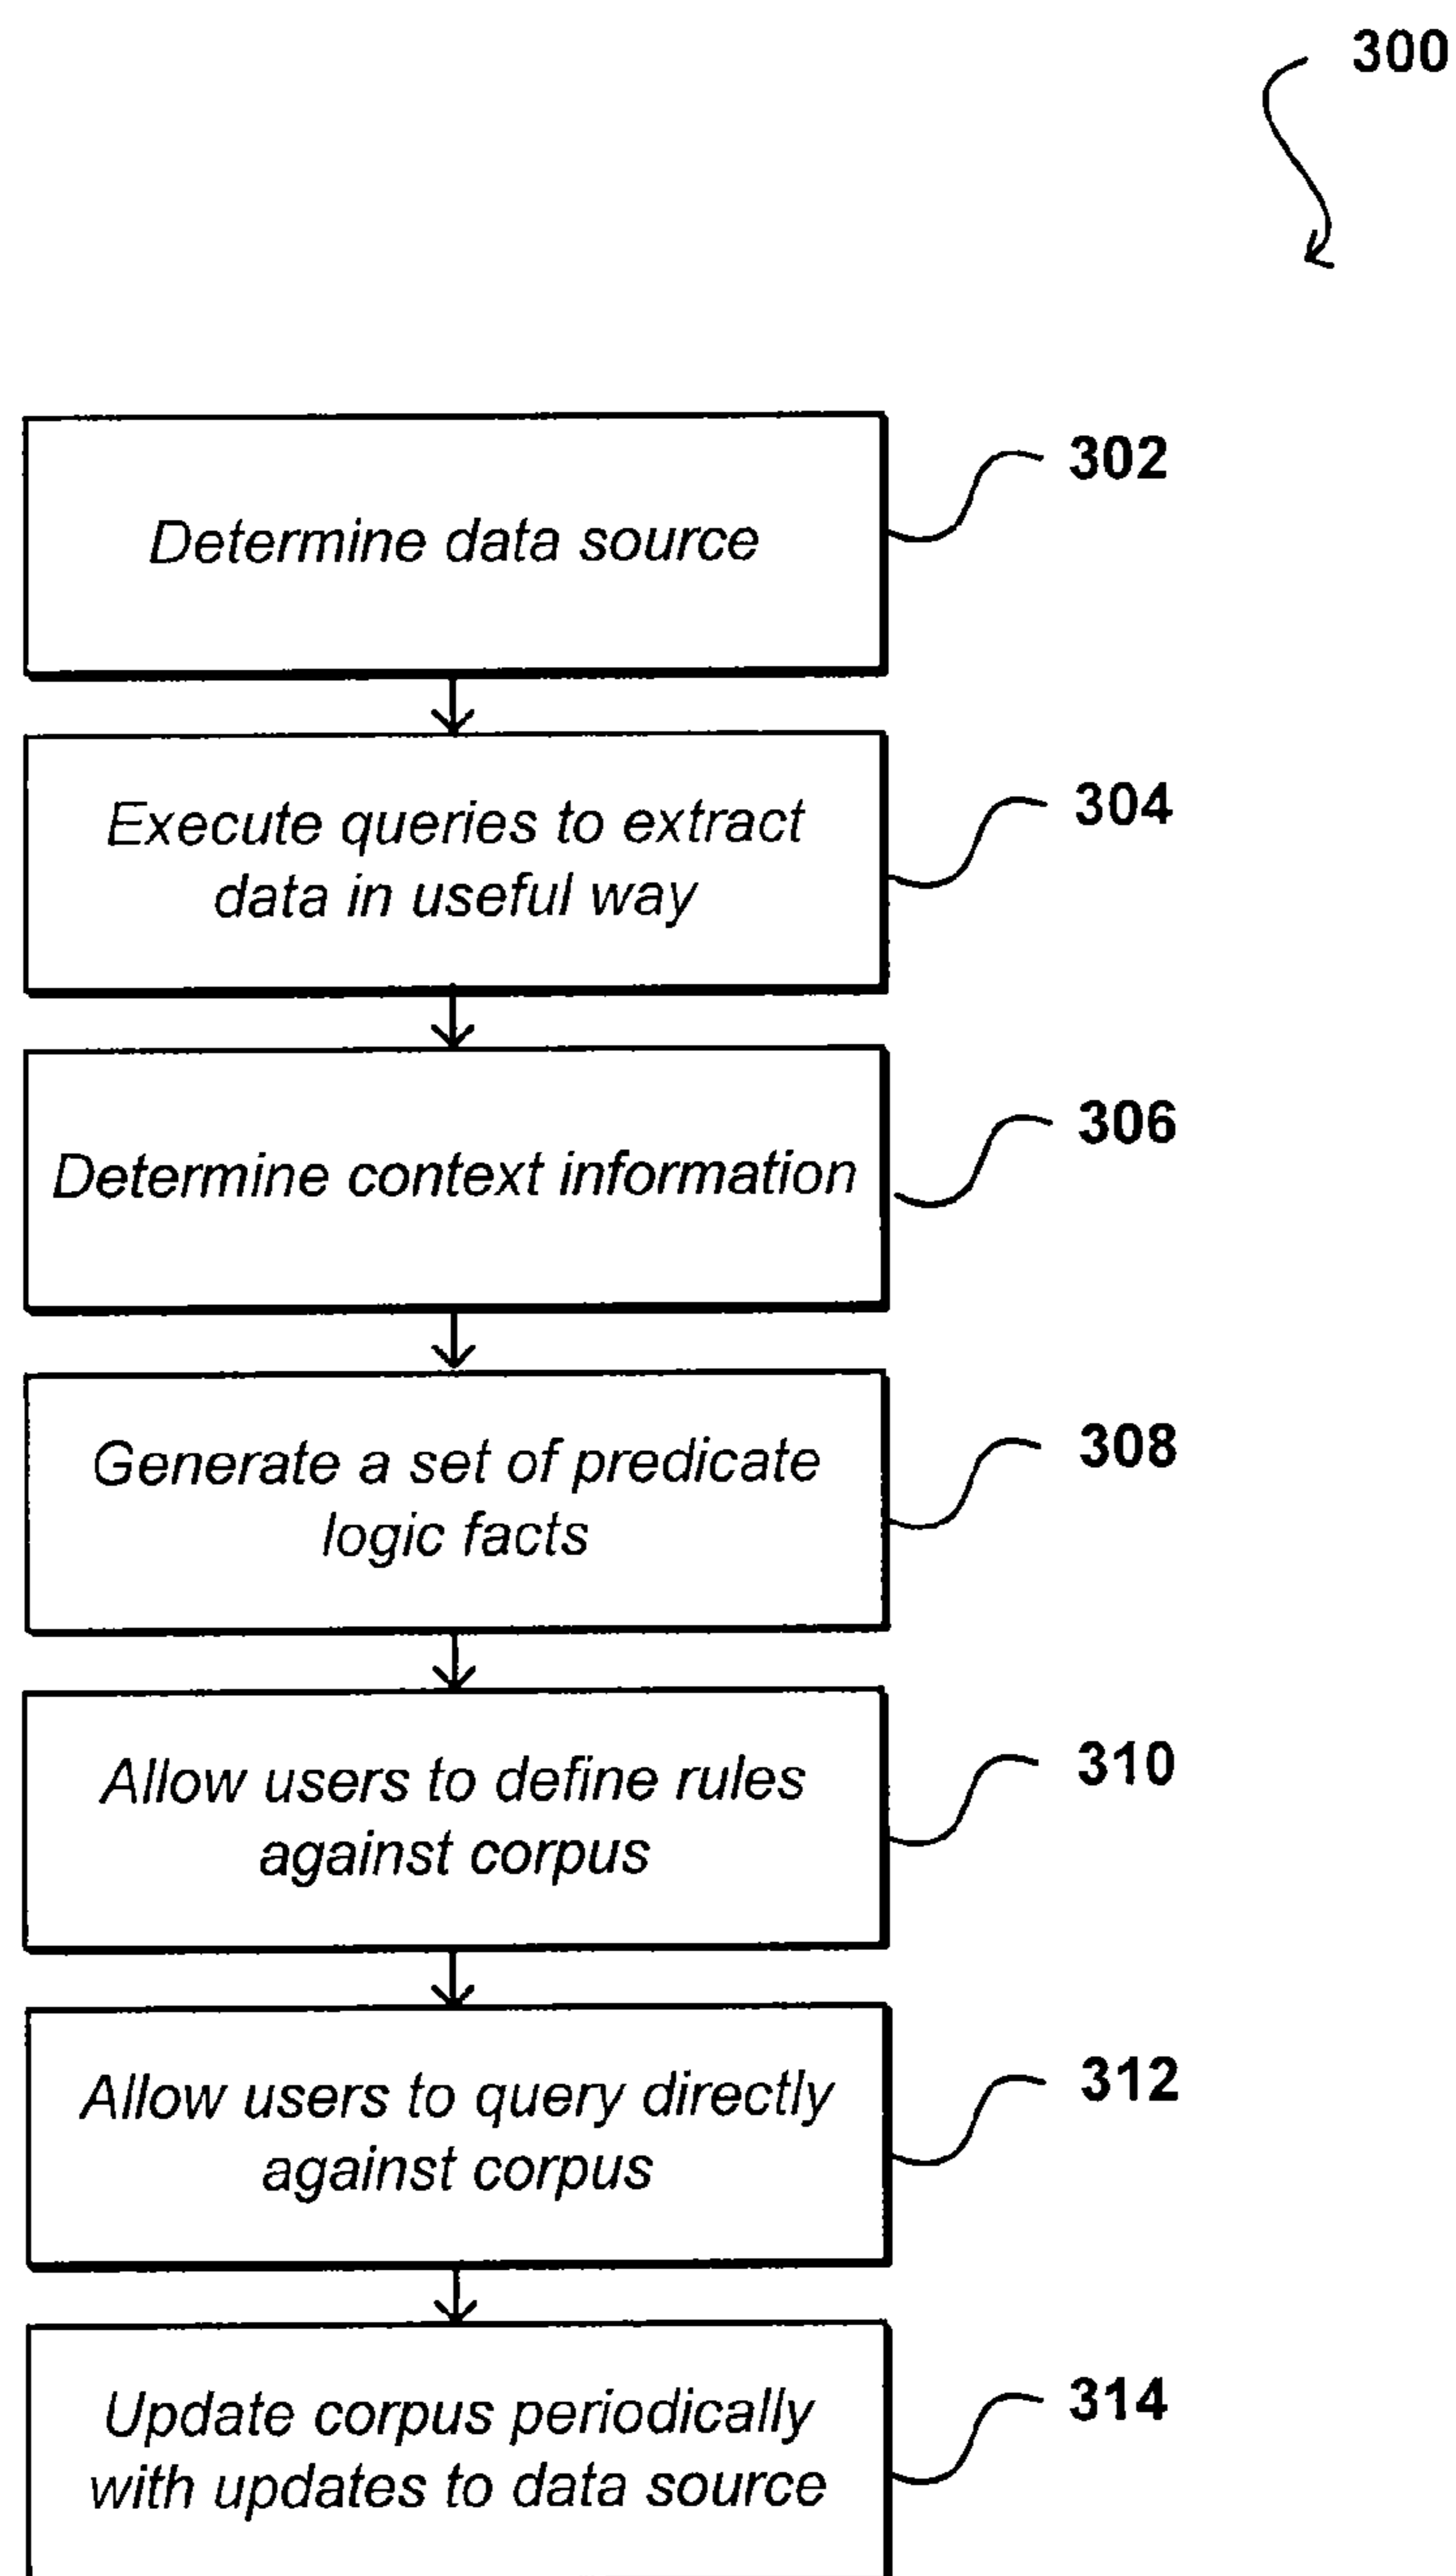 300
302
Determine data source
304
Execute queries to extract
data in useful way
306
Determine context information
308
Generate a set of predicate
logic facts
310
Allow users to define rules
against corpus
312
Allow users to query directly
against corpus
314
Update corpus periodically
with updates to data source